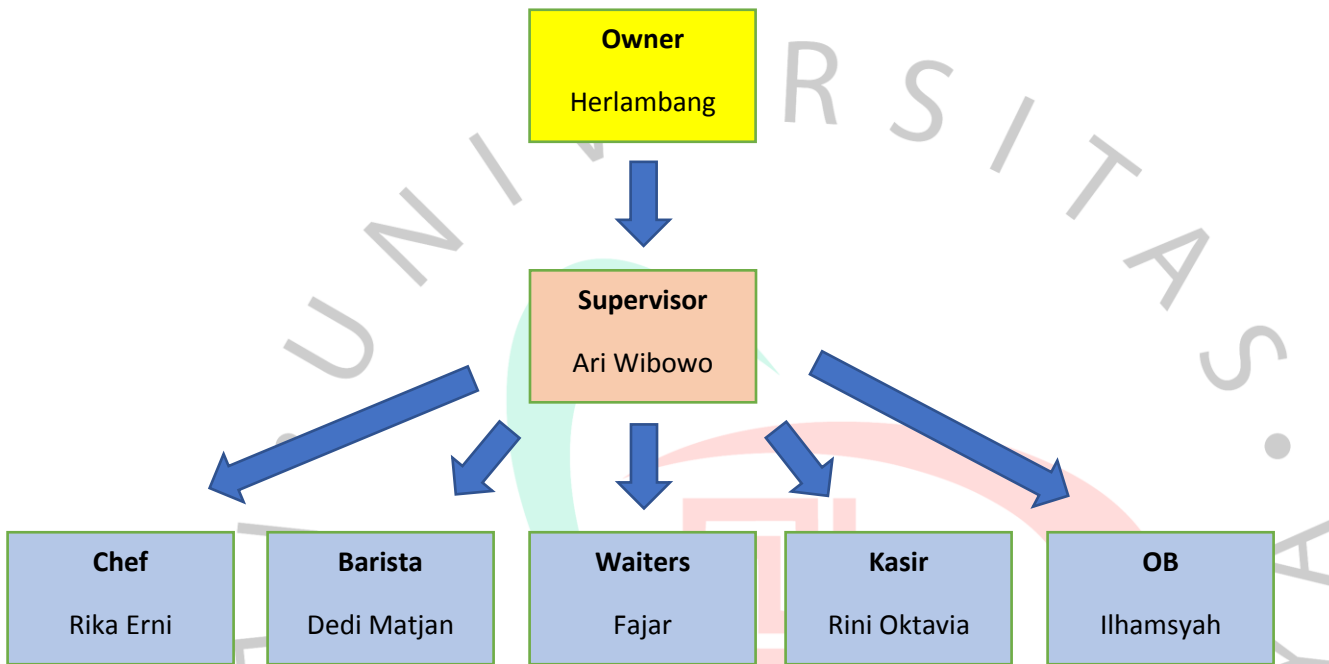 Owner
Herlambang
Supervisor
Ari Wibowo
Chef
Rika Erni
Barista
Dedi Matjan
Waiters
Fajar
Kasir
Rini Oktavia
OB
Ilhamsyah